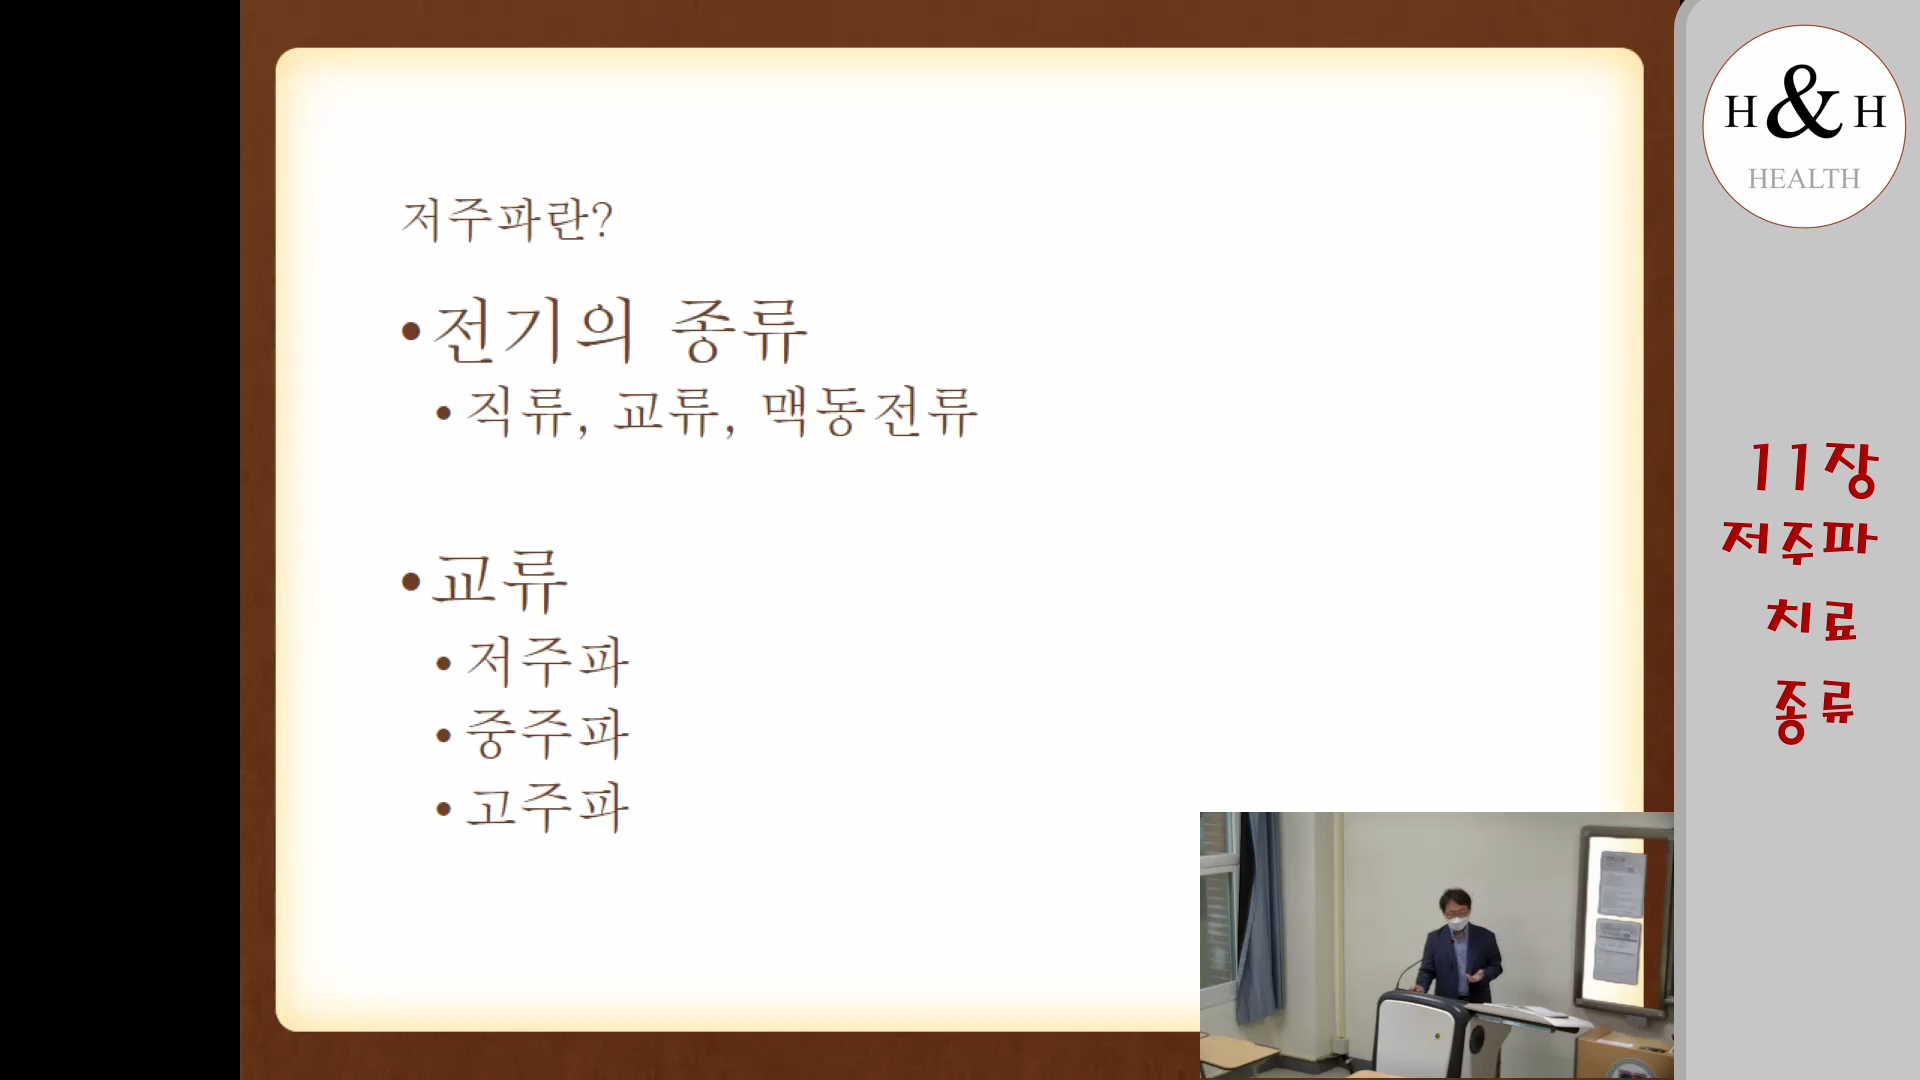 저주파란?
•전기의 종류
•직류, 교류, 맥동전류
•교류
•저주파
•중주파
•고주파
H&H
HEALTH
11장
저주파
치료
종류